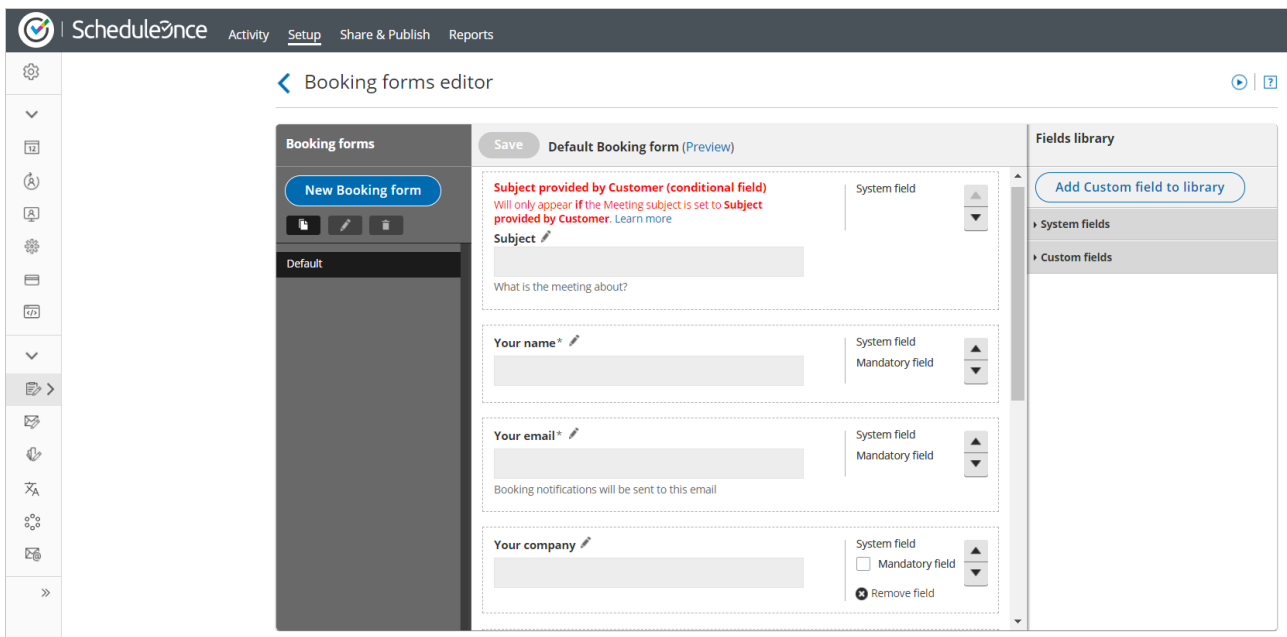 ScheduleOnce Activity Setup Share & Publish Reports
Booking forms editor
?
12
Booking forms
New Booking form
Default
Save Default Booking form (Preview)
Subject provided by Customer (conditional field)
Will only appear if the Meeting subject is set to Subject
provided by Customer. Learn more
System field
Subject
What is the meeting about?
Your name*
System field
Mandatory field
Your email*
System field
Mandatory field
Booking notifications will be sent to this email
Your company
System field
Mandatory field
Remove field
Fields library
Add Custom field to library
System fields
Custom fields